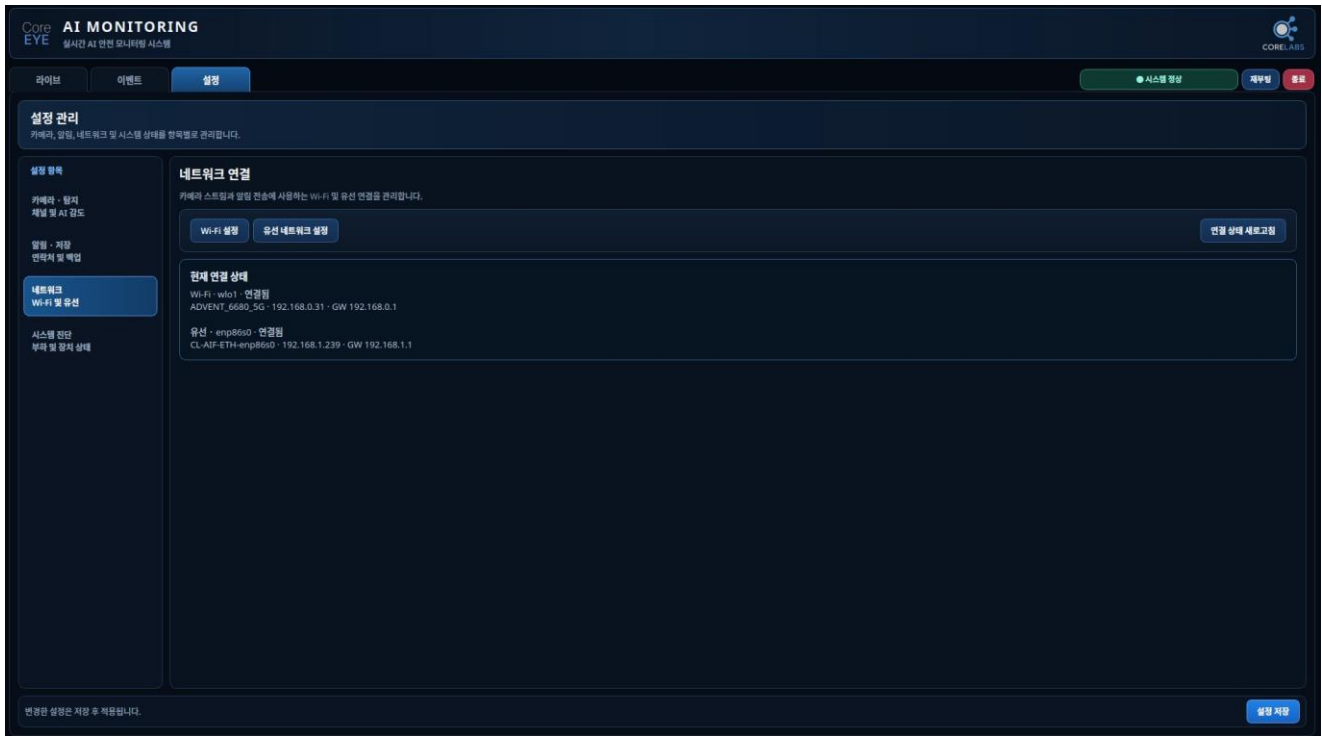 Core
EYE
AI MONITORING
실시간 AI 안전 모니터링 시스템
CORELABS
라이브
이벤트
설정
● 시스템 정상
재부팅
종료
설정 관리
카메라, 알림, 네트워크 및 시스템 상태를 항목별로 관리합니다.
설정 항목
카메라 · 탐지
채널 및 AI 감도
알림 · 저장
연락처 및 백업
네트워크
Wi-Fi 및 유선
시스템 진단
부하 및 장치 상태
네트워크 연결
카메라 스트림과 알림 전송에 사용하는 Wi-Fi 및 유선 연결을 관리합니다.
Wi-Fi 설정
유선 네트워크 설정
연결 상태 새로고침
현재 연결 상태
Wi-Fi · wlo1 · 연결됨
ADVENT_6680_5G · 192.168.0.31 · GW 192.168.0.1
유선 · enp86s0 · 연결됨
CL-AIF-ETH-enp86s0 · 192.168.1.239 · GW 192.168.1.1
변경한 설정은 저장 후 적용됩니다.
설정 저장